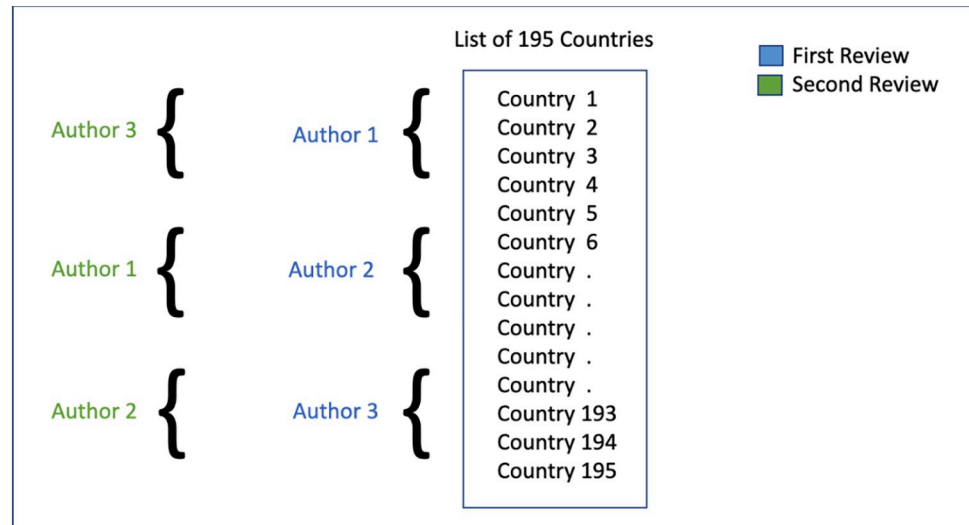 List of 195 Countries
First Review
Second Review
Author 3
Author 1
Author 1
Author 2
Author 2
Author 3
Country 1
Country 2
Country 3
Country 4
Country 5
Country 6
Country .
Country .
Country .
Country .
Country .
Country 193
Country 194
Country 195